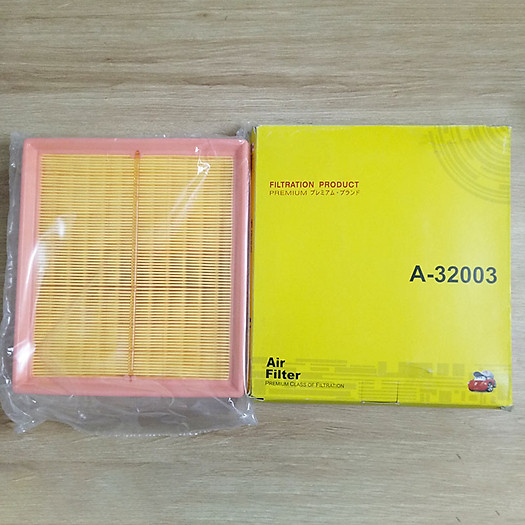 FILTRATION PRODUCT
PREMIUM プレミアム・ブランド
A-32003
Air
Filter
PREMIUM CLASS OF FILTRATION